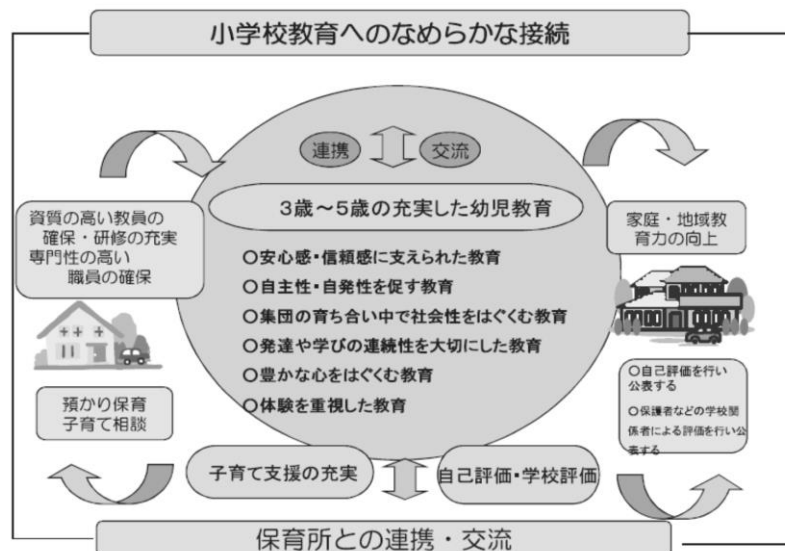 小学校教育へのなめらかな接続
連携
交流
3歳～5歳の充実した幼児教育
資質の高い教員の
確保・研修の充実
専門性の高い
職員の確保
家庭・地域教
育力の向上
○安心感・信頼感に支えられた教育
○自主性・自発性を促す教育
○集団の育ち合い中で社会性をはぐくむ教育
○発達や学びの連続性を大切にした教育
○豊かな心をはぐくむ教育
○体験を重視した教育
預かり保育
子育て相談
○自己評価を行い
公表する
○保護者などの学校関
係者による評価を行い公
表する
子育て支援の充実
自己評価・学校評価
保育所との連携・交流